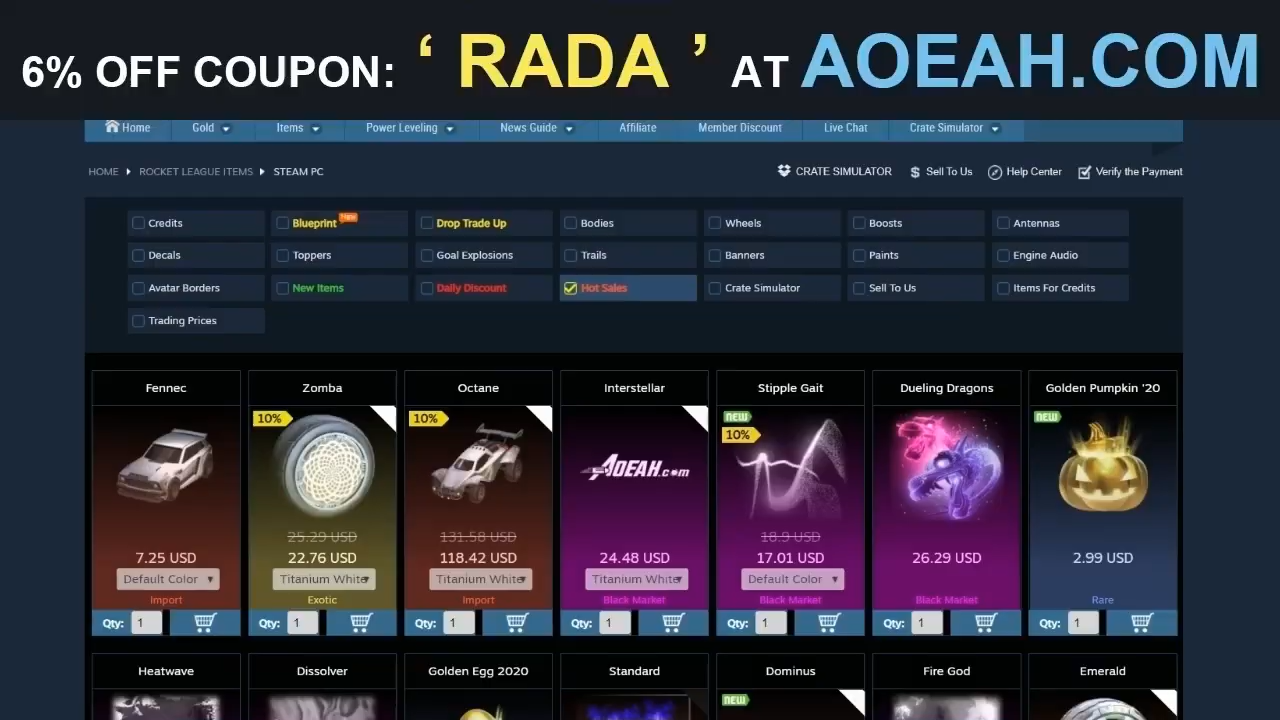 6% OFF COUPON: ‘ RADA ’ AT AOEAH.COM
Home Gold Items Power Leveling News Guide Affiliate Member Discount Live Chat Crate Simulator
HOME ROCKET LEAGUE ITEMS STEAM PC CRATE SIMULATOR Sell To Us Help Center Verify the Payment
Credits Blueprint New Drop Trade Up Bodies Wheels Boosts Antennas
Decals Toppers Goal Explosions Trails Banners Paints Engine Audio
Avatar Borders New Items Daily Discount Hot Sales Crate Simulator Sell To Us Items For Credits
Trading Prices
Fennec Zomba Octane Interstellar Stipple Gait Dueling Dragons Golden Pumpkin '20
10% 10% NEW NEW
10%
AOEAH.com
25.29 USD 131.58 USD 18.9 USD
7.25 USD 22.76 USD 118.42 USD 24.48 USD 17.01 USD 26.29 USD 2.99 USD
Default Color Titanium White Titanium White Titanium White Default Color
Import Exotic Import Black Market Black Market Black Market Rare
Qty: 1 Qty: 1 Qty: 1 Qty: 1 Qty: 1 Qty: 1 Qty: 1
Heatwave Dissolver Golden Egg 2020 Standard Dominus Fire God Emerald
NEW